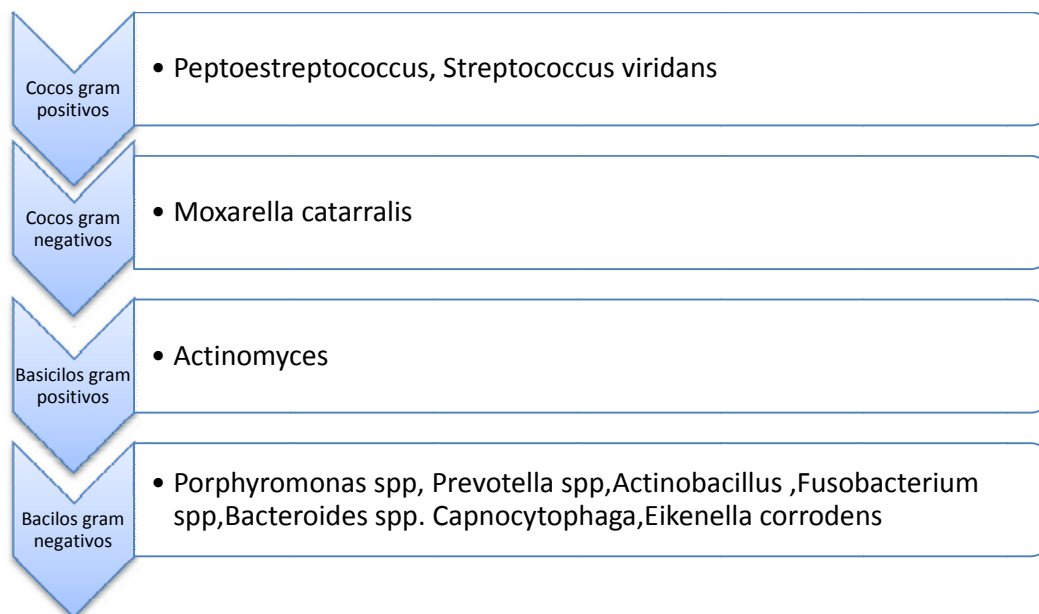 Cocos gram
positivos
• Peptoestreptococcus, Streptococcus viridans
Cocos gram
negativos
• Moxarella catarralis
Basicilos gram
positivos
• Actinomyces
Bacilos gram
negativos
• Porphyromonas spp, Prevotella spp,Actinobacillus ,Fusobacterium
spp,Bacteroides spp. Capnocytophaga,Eikenella corrodens